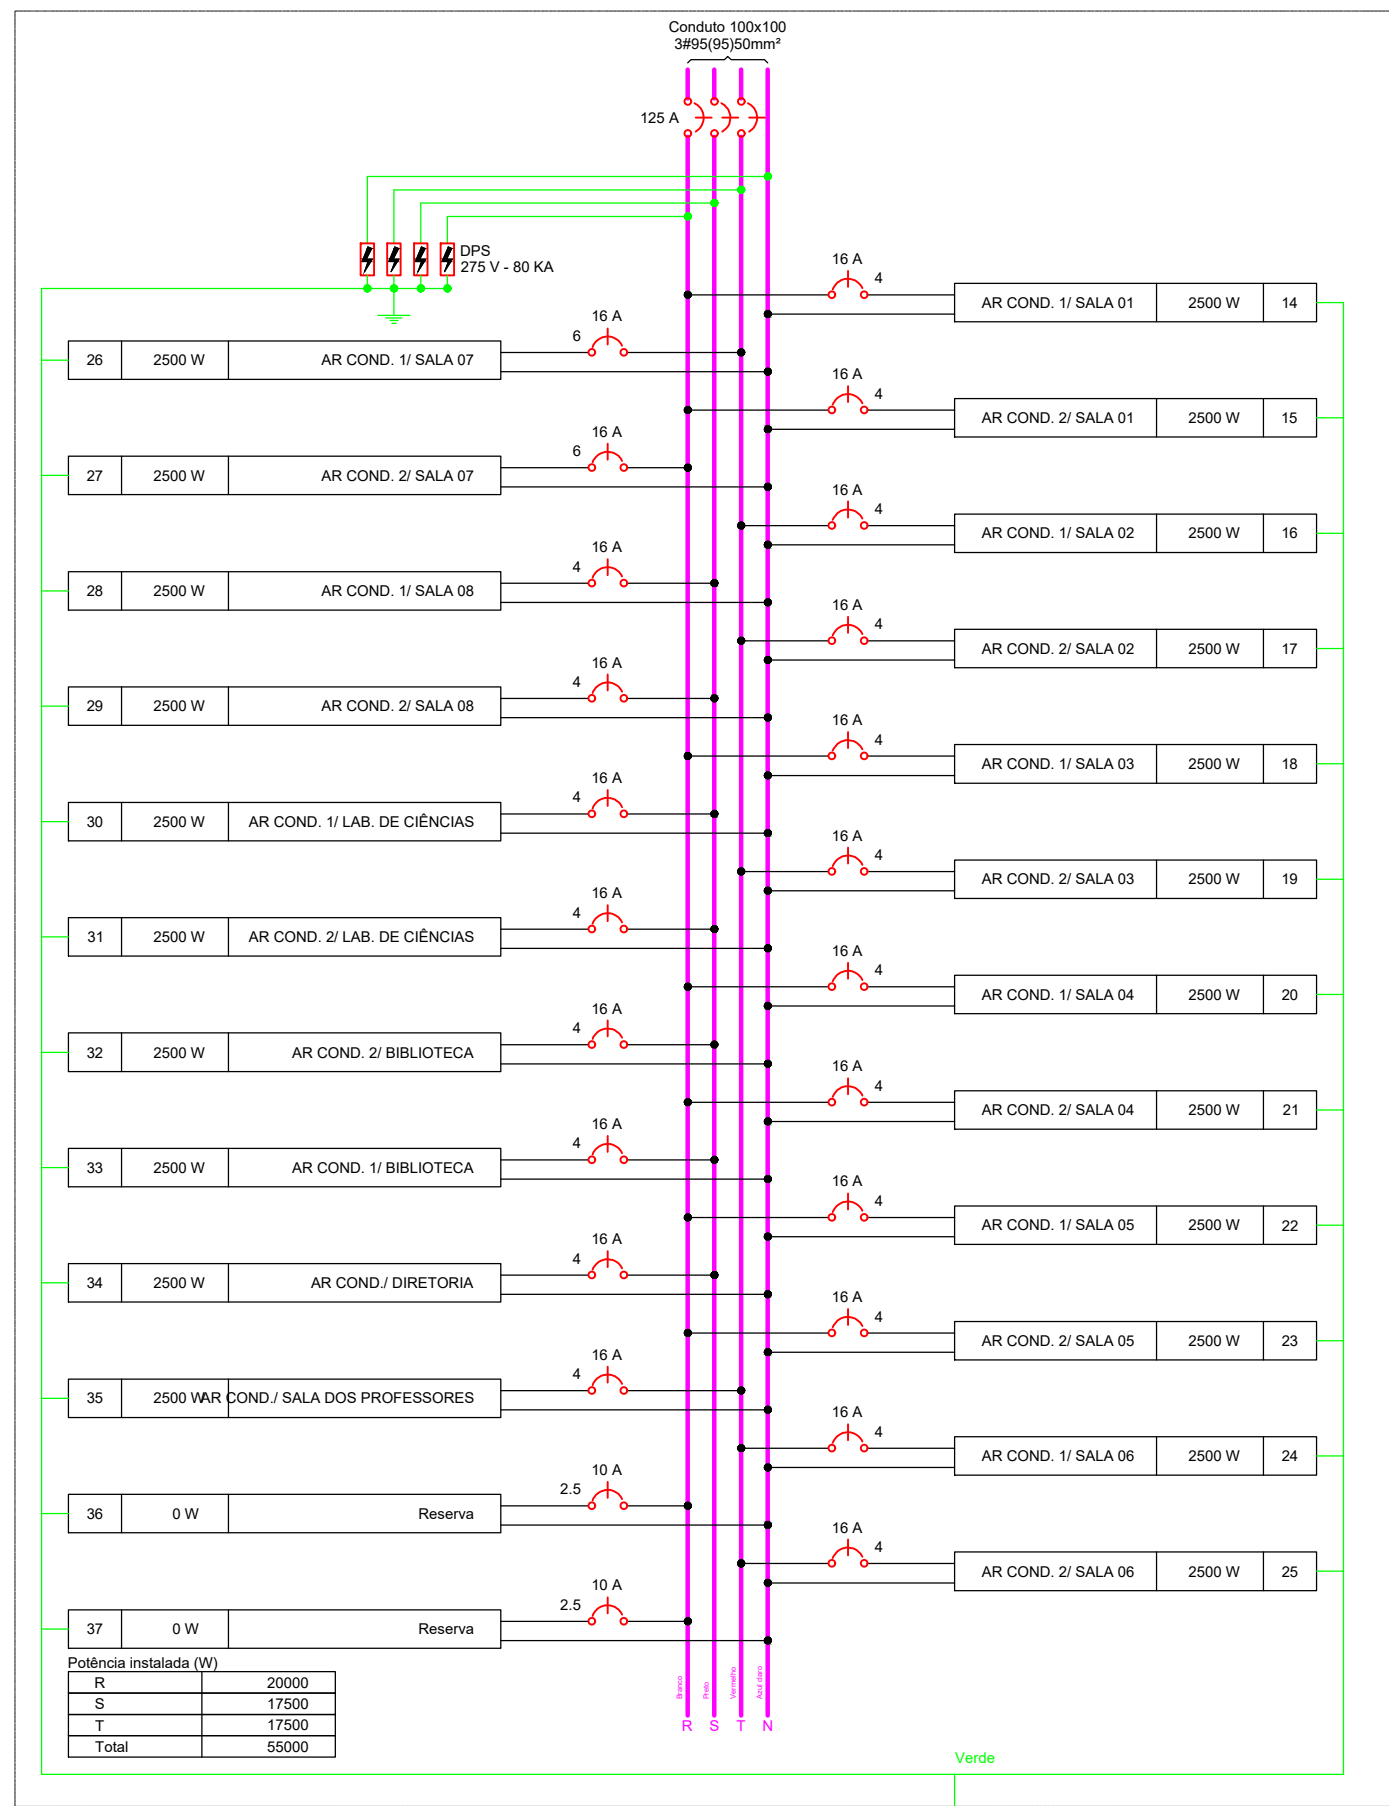 Conduto 100x100
3#95(95)50mm²
125 A
DPS
275 V - 80 KA
16 A
4
AR COND. 1/ SALA 01 2500 W 14
16 A
6
26 2500 W AR COND. 1/ SALA 07
16 A
4
AR COND. 2/ SALA 01 2500 W 15
16 A
6
27 2500 W AR COND. 2/ SALA 07
16 A
4
AR COND. 1/ SALA 02 2500 W 16
16 A
4
28 2500 W AR COND. 1/ SALA 08
16 A
4
AR COND. 2/ SALA 02 2500 W 17
16 A
4
29 2500 W AR COND. 2/ SALA 08
16 A
4
AR COND. 1/ SALA 03 2500 W 18
16 A
4
30 2500 W AR COND. 1/ LAB. DE CIÊNCIAS
16 A
4
AR COND. 2/ SALA 03 2500 W 19
16 A
4
31 2500 W AR COND. 2/ LAB. DE CIÊNCIAS
16 A
4
AR COND. 1/ SALA 04 2500 W 20
16 A
4
32 2500 W AR COND. 2/ BIBLIOTECA
16 A
4
AR COND. 2/ SALA 04 2500 W 21
16 A
4
33 2500 W AR COND. 1/ BIBLIOTECA
16 A
4
AR COND. 1/ SALA 05 2500 W 22
16 A
4
34 2500 W AR COND./ DIRETORIA
16 A
4
AR COND. 2/ SALA 05 2500 W 23
16 A
4
35 2500 W AR COND./ SALA DOS PROFESSORES
16 A
4
AR COND. 1/ SALA 06 2500 W 24
10 A
2.5
36 0 W Reserva
16 A
4
AR COND. 2/ SALA 06 2500 W 25
10 A
2.5
37 0 W Reserva
Potência instalada (W)
R 20000
S 17500
T 17500
Total 55000
Branco
Preto
Vermelho
Azul claro
R S T N
Verde